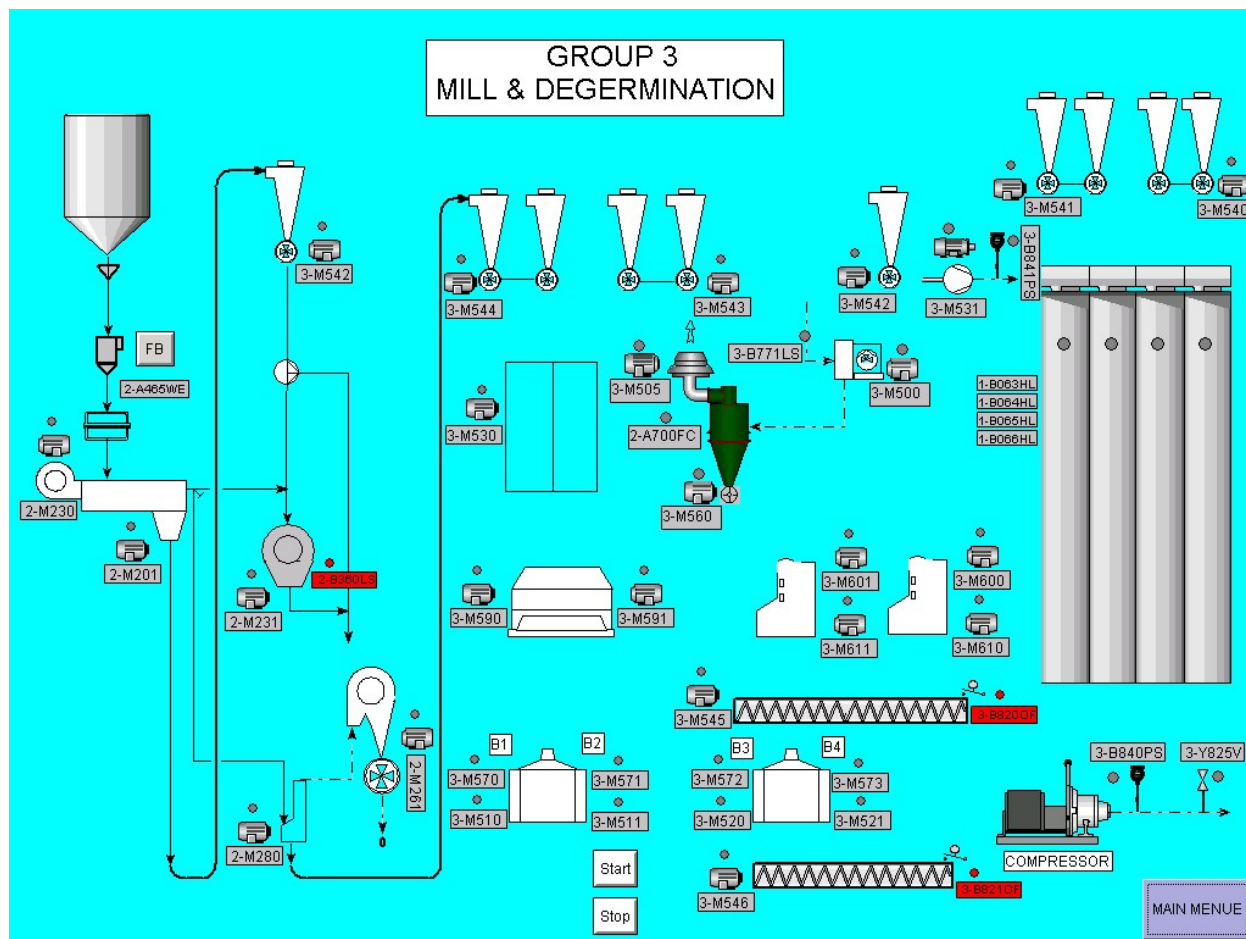 GROUP 3
MILL & DEGERMINATION
3-M541
3-M540
3-M542
3-B841PS
3-M544
3-M543
3-M542
3-M531
FB
3-B771LS
2-A465WE
3-M505
3-M500
1-B063HL
1-B064HL
1-B065HL
1-B066HL
3-M530
2-A700FC
2-M230
3-M560
2-M201
2-B360LS
3-M601
3-M600
2-M231
3-M590
3-M591
3-M611
3-M610
3-M545
3-B820OF
B1
B2
B3
B4
3-B840PS
3-Y825V
2-M261
3-M570
3-M571
3-M572
3-M573
3-M510
3-M511
3-M520
3-M521
2-M280
COMPRESSOR
Start
3-M546
3-B821OF
Stop
MAIN MENUE